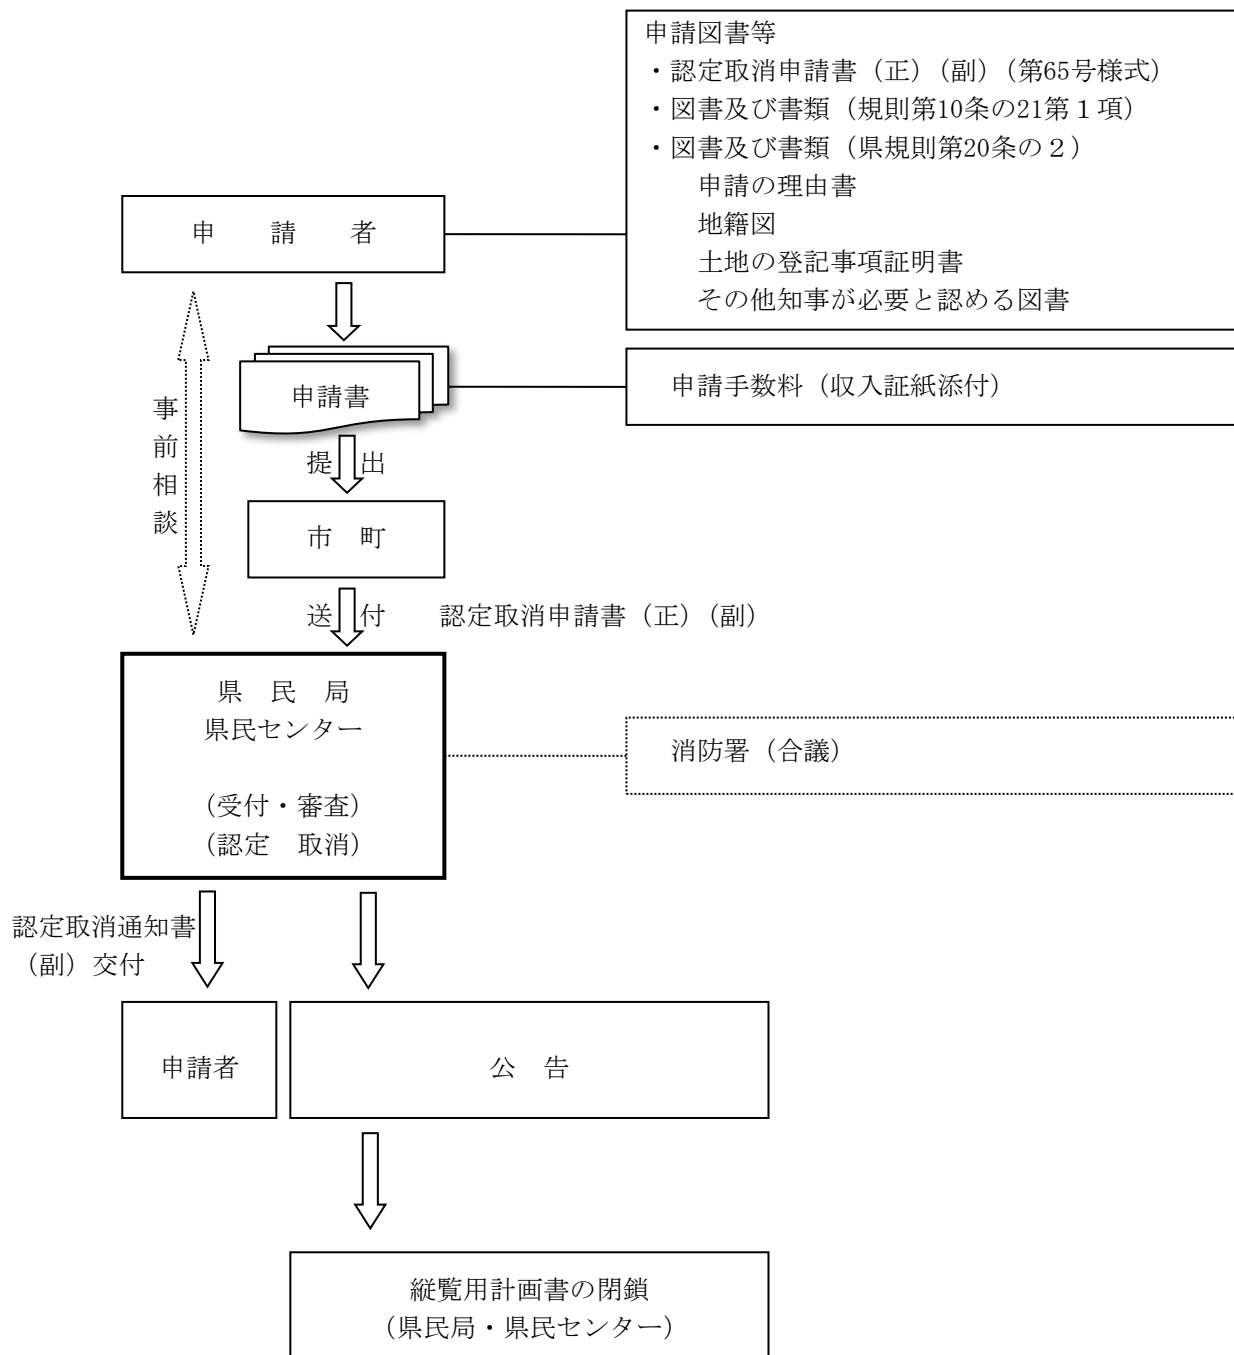 申請図書等
・認定取消申請書（正）（副）（第65号様式）
・図書及び書類（規則第10条の21第１項）
・図書及び書類（県規則第20条の２）
申請の理由書
地籍図
土地の登記事項証明書
その他知事が必要と認める図書
申　請　者
申請書
申請手数料（収入証紙添付）
事前相談
提出
市　町
送付
認定取消申請書（正）（副）
県　民　局
県民センター
（受付・審査）
（認定　取消）
消防署（合議）
認定取消通知書
（副）交付
申請者
公　告
縦覧用計画書の閉鎖
（県民局・県民センター）